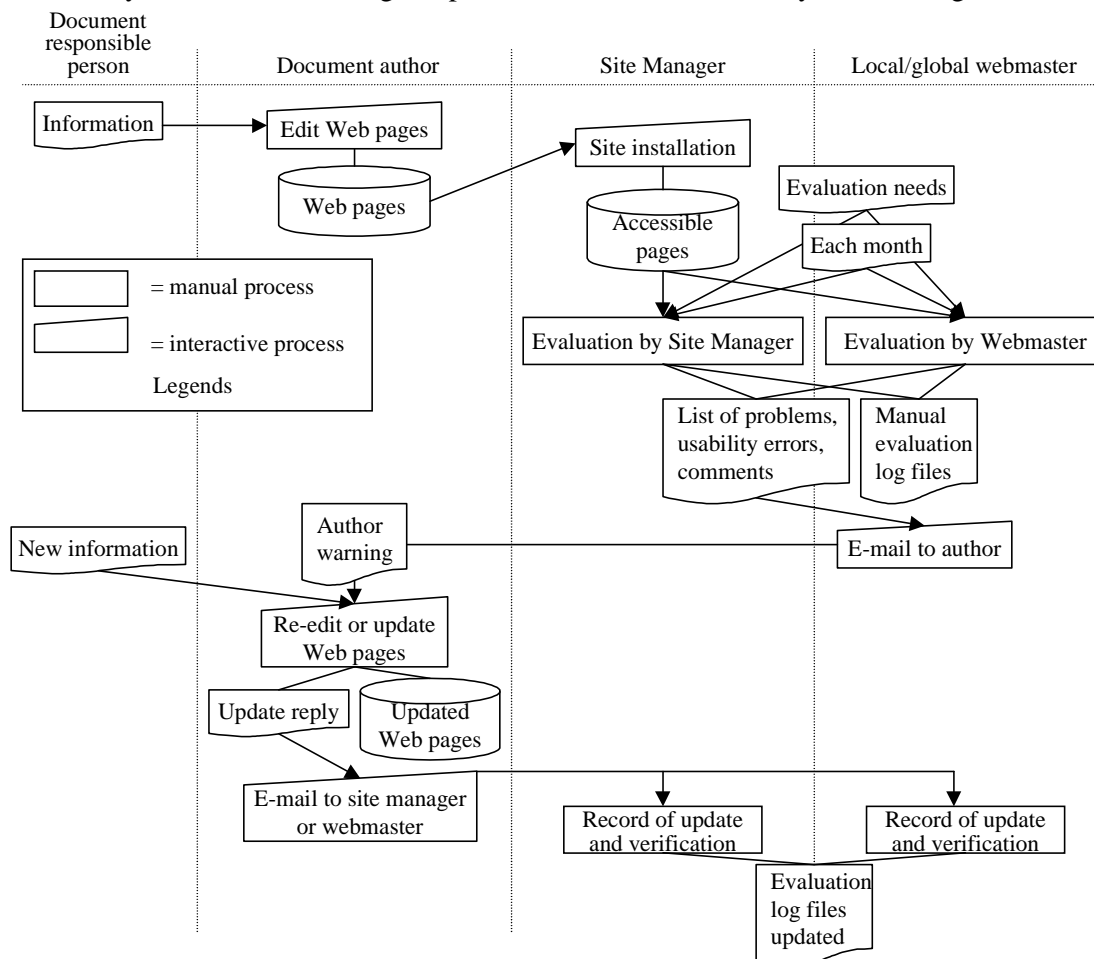 Document
responsible
person
Document author
Site Manager
Local/global webmaster
Information
Edit Web pages
Site installation
Web pages
Evaluation needs
Accessible
pages
Each month
= manual process
= interactive process
Legends
Evaluation by Site Manager
Evaluation by Webmaster
List of problems,
usability errors,
comments
Manual
evaluation
log files
New information
Author
warning
E-mail to author
Re-edit or update
Web pages
Update reply
Updated
Web pages
E-mail to site manager
or webmaster
Record of update
and verification
Record of update
and verification
Evaluation
log files
updated